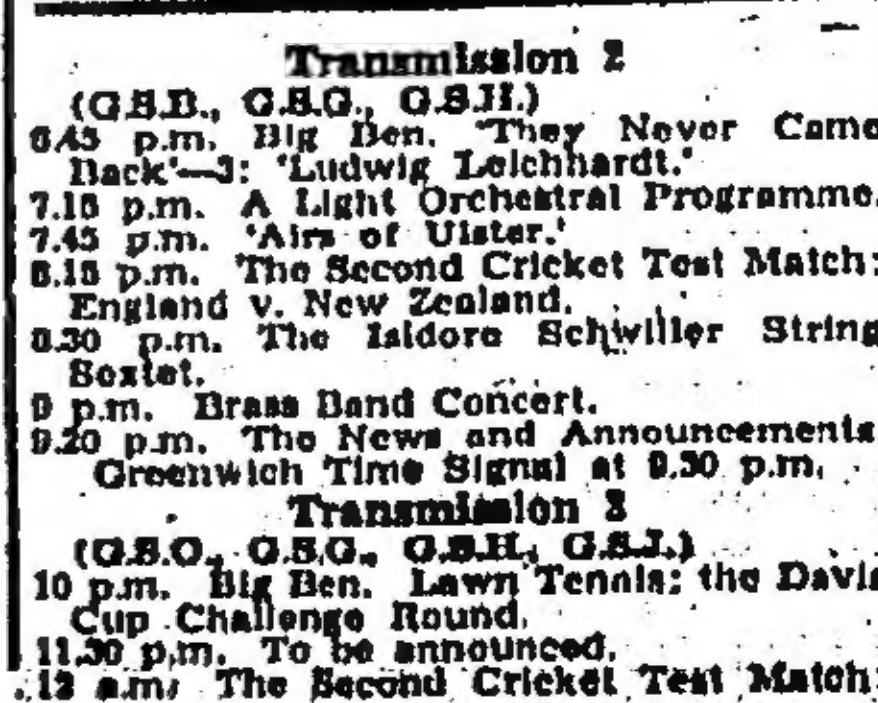 Transmission 2
(G.S.B., G.S.G., G.S.H.)
6.45 p.m. Big Ben. 'They Never Came
Back'—3: 'Ludwig Leichhardt.'
7.15 p.m. A Light Orchestral Programme.
7.45 p.m. 'Airs of Ulster.'
8.15 p.m. The Second Cricket Test Match:
England v. New Zealand.
8.30 p.m. The Isidore Schwiller String
Sextet.
9 p.m. Brass Band Concert.
9.20 p.m. The News and Announcements
Greenwich Time Signal at 9.30 p.m.
Transmission 3
(G.S.O., G.S.G., G.S.H., G.S.J.)
10 p.m. Big Ben. Lawn Tennis: the Davis
Cup Challenge Round.
11.30 p.m. To be announced.
12 a.m. The Second Cricket Test Match: